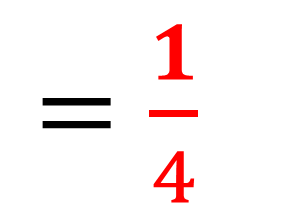 = 1/4